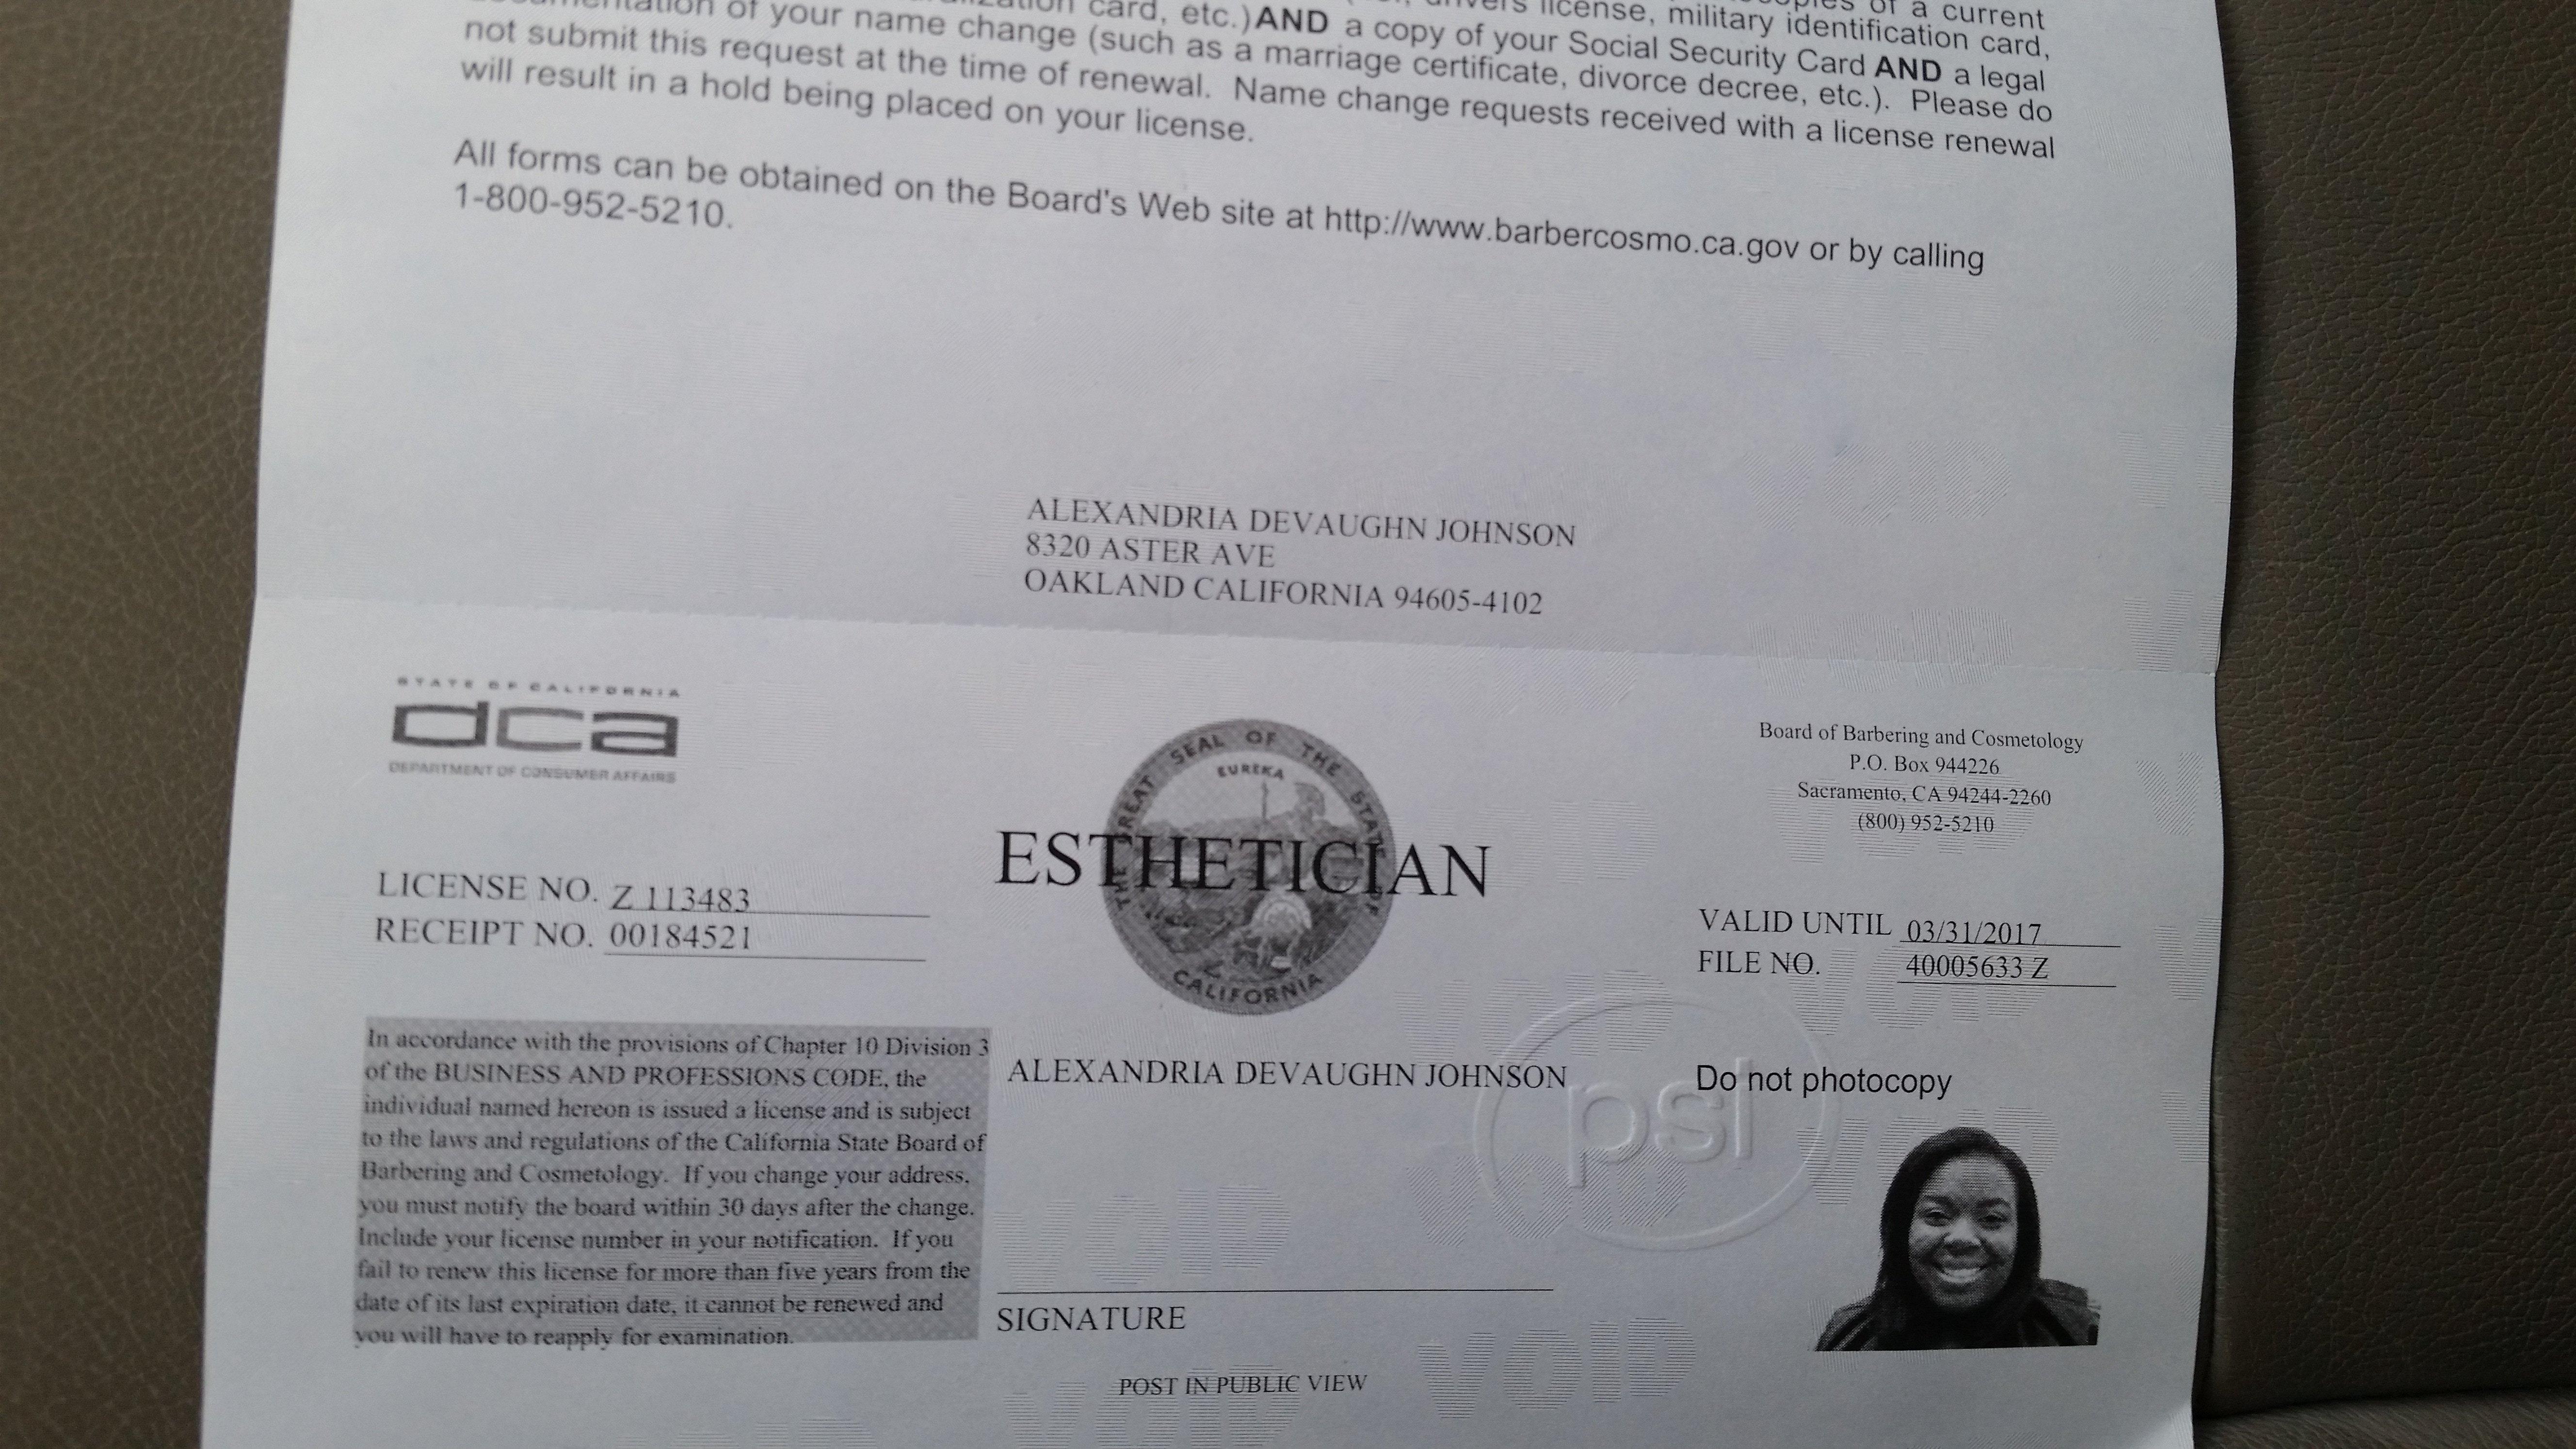 documentation of your name change
card, etc.) AND a copy of your Social Security Card AND a legal
drivers license, military identification card,
copies of a current
not submit this request at the time of renewal. Name change requests received with a license renewal
(such as a marriage certificate, divorce decree, etc.). Please do
will result in a hold being placed on your license.
All forms can be obtained on the Board's Web site at http://www.barbercosmo.ca.gov or by calling
1-800-952-5210.
ALEXANDRIA DEVAUGHN JOHNSON
8320 ASTER AVE
OAKLAND CALIFORNIA 94605-4102
STATE OF CALIFORNIA
dca
DEPARTMENT OF CONSUMER AFFAIRS
THE GREAT SEAL OF THE STATE OF
EUREKA
CALIFORNIA
Board of Barbering and Cosmetology
P.O. Box 944226
Sacramento, CA 94244-2260
(800) 952-5210
ESTHETICIAN
LICENSE NO. Z 113483
RECEIPT NO. 00184521
VALID UNTIL 03/31/2017
FILE NO. 40005633 Z
In accordance with the provisions of Chapter 10 Division 3
of the BUSINESS AND PROFESSIONS CODE, the
individual named hereon is issued a license and is subject
to the laws and regulations of the California State Board of
Barbering and Cosmetology. If you change your address,
you must notify the board within 30 days after the change.
Include your license number in your notification. If you
fail to renew this license for more than five years from the
date of its last expiration date, it cannot be renewed and
you will have to reapply for examination.
ALEXANDRIA DEVAUGHN JOHNSON
Do not photocopy
psi
VOID
SIGNATURE
POST IN PUBLIC VIEW